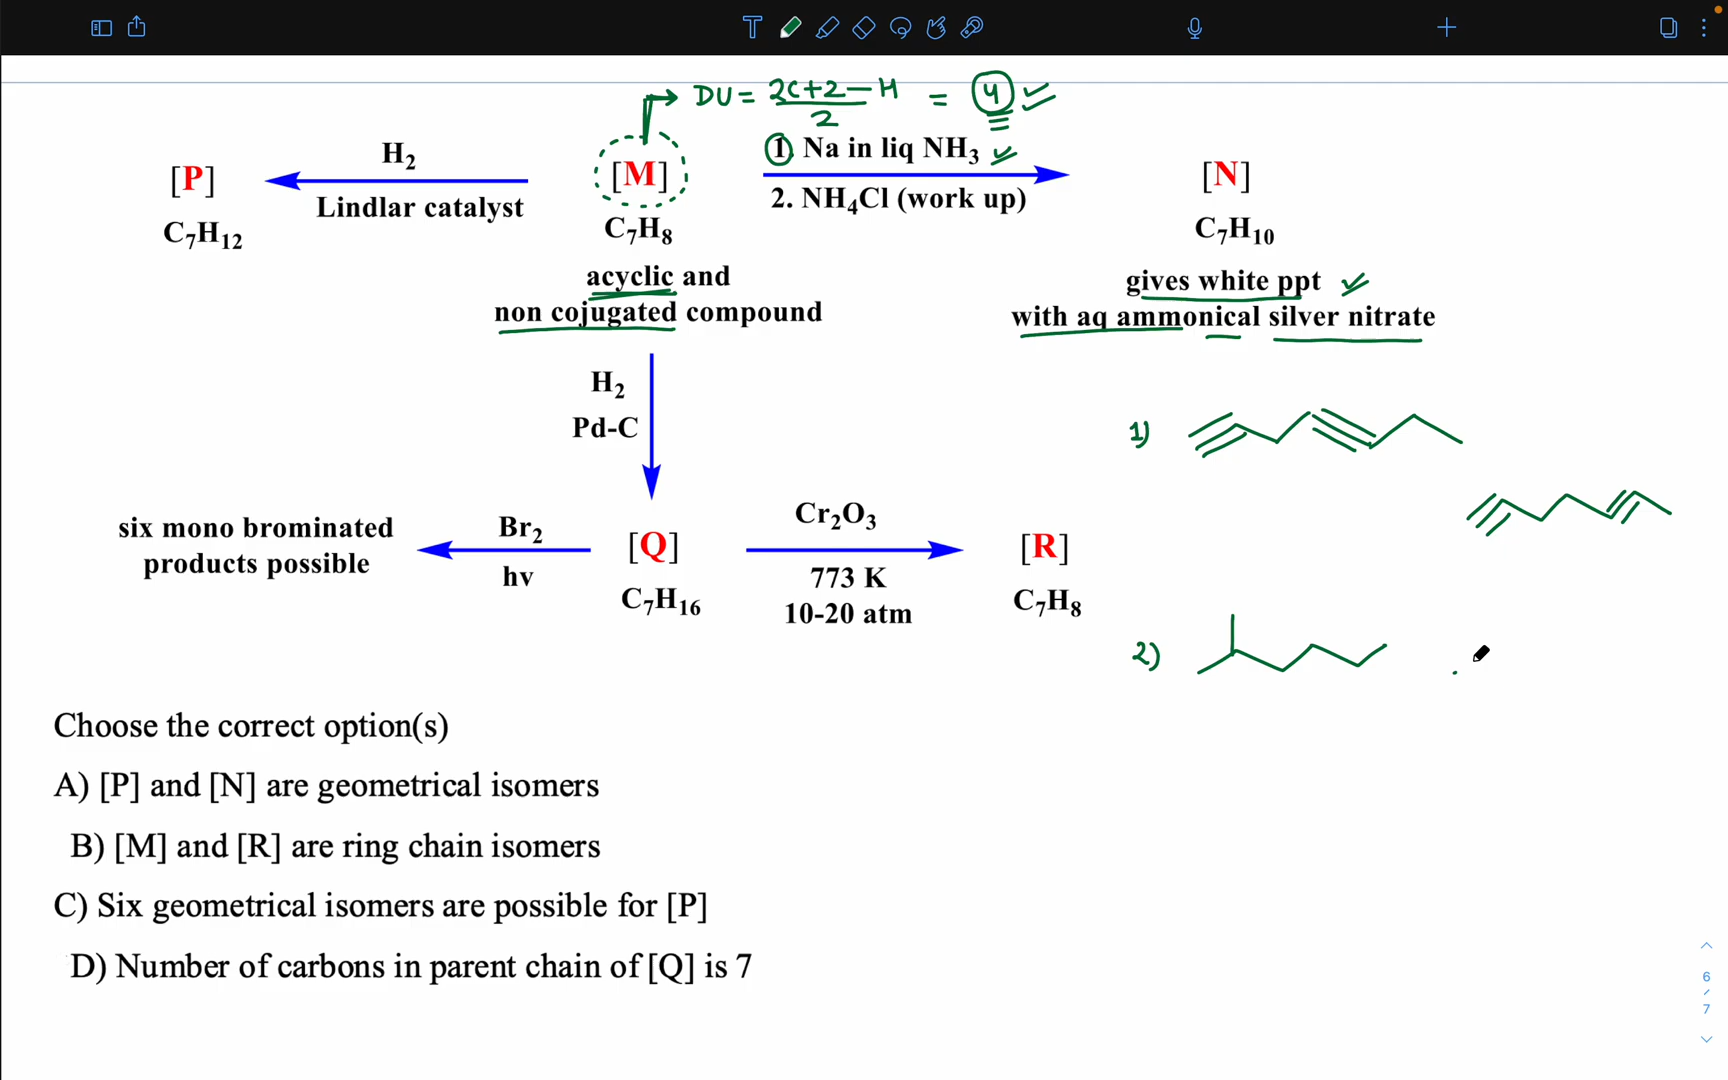 DU = 2C+2-H / 2 = 4
[P] H₂ [M] 1. Na in liq NH₃ [N]
Lindlar catalyst 2. NH₄Cl (work up)
C₇H₁₂ C₇H₈ C₇H₁₀
acyclic and gives white ppt
non cojugated compound with aq ammonical silver nitrate
H₂
Pd-C
1)
six mono brominated Br₂ [Q] Cr₂O₃ [R]
products possible hv 773 K
C₇H₁₆ 10-20 atm C₇H₈
2)
Choose the correct option(s)
A) [P] and [N] are geometrical isomers
B) [M] and [R] are ring chain isomers
C) Six geometrical isomers are possible for [P]
D) Number of carbons in parent chain of [Q] is 7
6
/
7